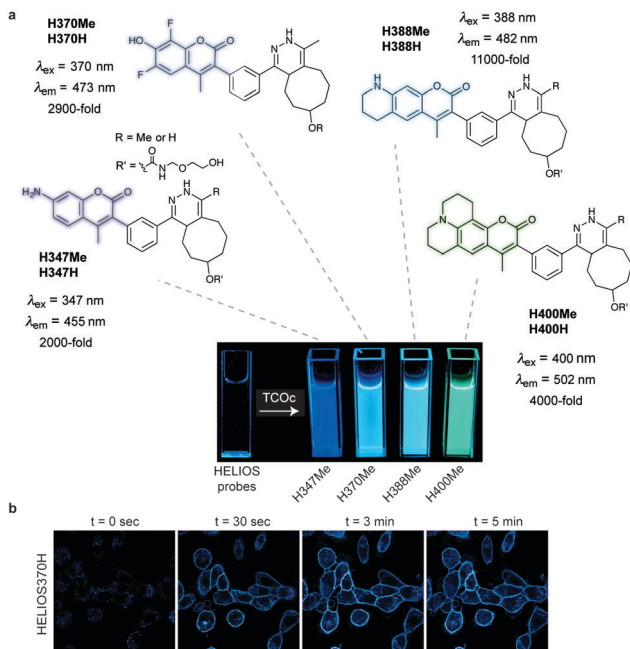 a
H370Me
H370H
λex = 370 nm
λem = 473 nm
2900-fold
F
HO
O
O
F
N
H
N
OR
H388Me
H388H
λex = 388 nm
λem = 482 nm
11000-fold
H
N
O
O
N
H
N
R
OR'
R = Me or H
R' =
O
N
H
O
OH
H2N
O
O
N
H
N
R
OR'
H347Me
H347H
λex = 347 nm
λem = 455 nm
2000-fold
N
O
O
N
H
N
R
OR'
H400Me
H400H
λex = 400 nm
λem = 502 nm
4000-fold
TCOc
HELIOS
probes
H347Me
H370Me
H388Me
H400Me
b
t = 0 sec
t = 30 sec
t = 3 min
t = 5 min
HELIOS370H